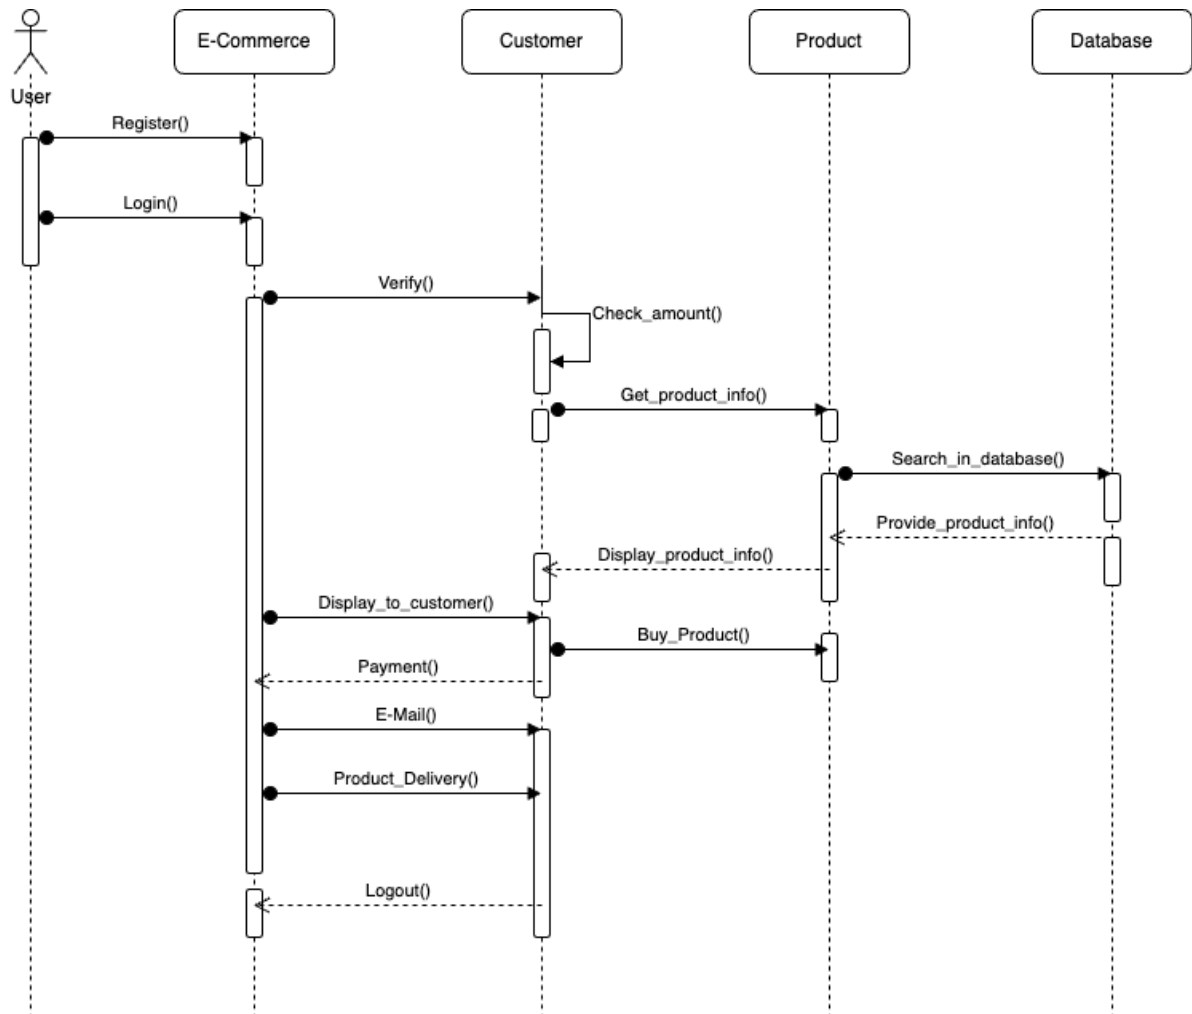 E-Commerce
Customer
Product
Database
User
Register()
Login()
Verify()
Check_amount()
Get_product_info()
Search_in_database()
Provide_product_info()
Display_product_info()
Display_to_customer()
Buy_Product()
Payment()
E-Mail()
Product_Delivery()
Logout()